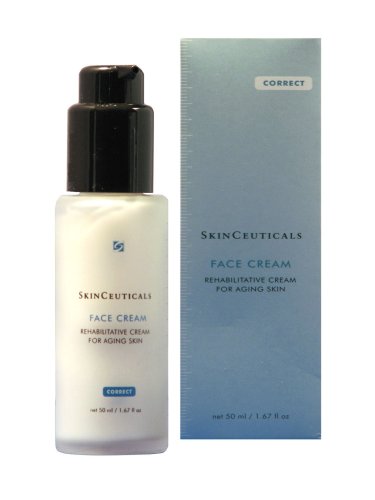 SKINCEUTICALS
FACE CREAM
REHABILITATIVE CREAM
FOR AGING SKIN
CORRECT
net 50 ml / 1.67 fl oz
CORRECT
SKINCEUTICALS
FACE CREAM
REHABILITATIVE CREAM
FOR AGING SKIN
net 50 ml / 1.67 fl oz